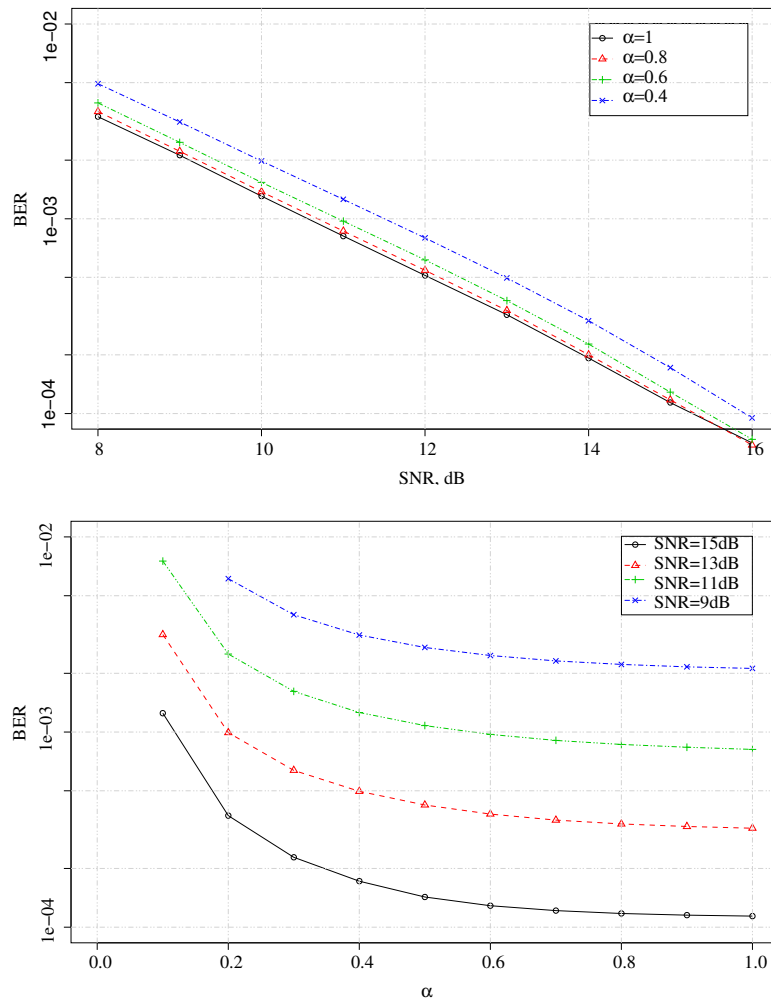 1e−02
1e−03
1e−04
BER
α=1
α=0.8
α=0.6
α=0.4
8
10
12
14
16
SNR, dB
1e−02
1e−03
1e−04
BER
SNR=15dB
SNR=13dB
SNR=11dB
SNR=9dB
0.0
0.2
0.4
0.6
0.8
1.0
α